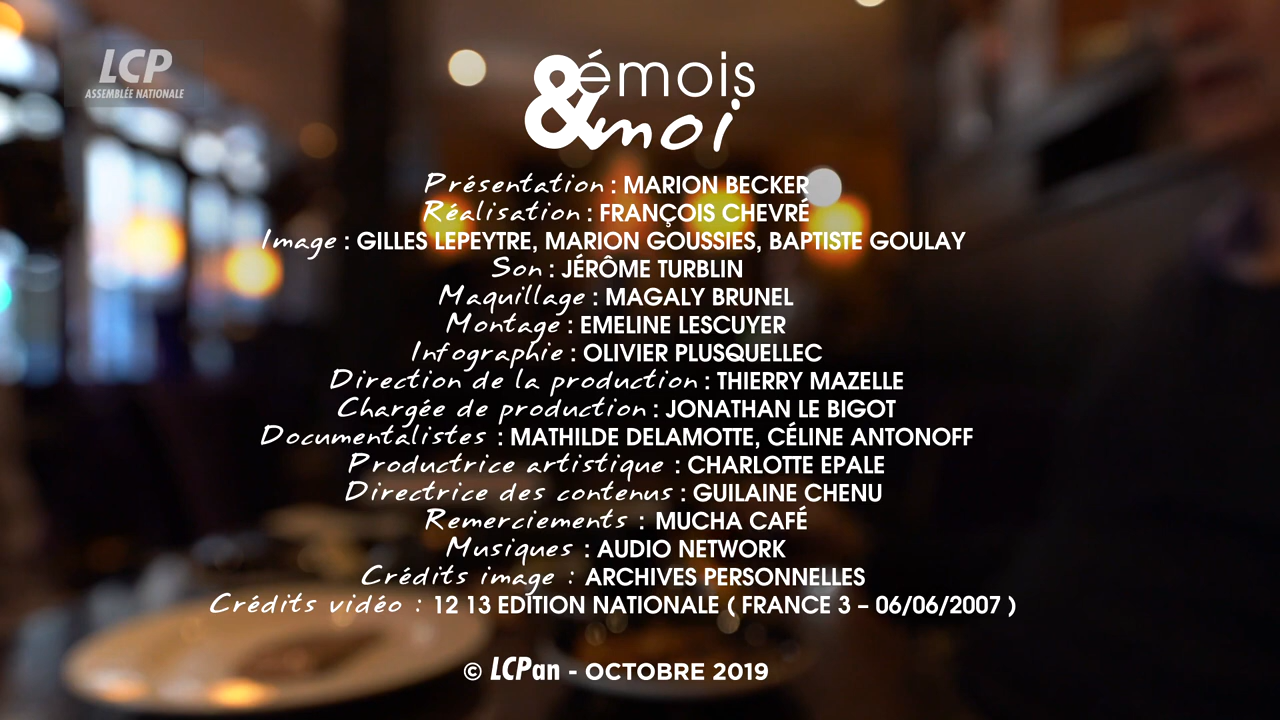 LCP
ASSEMBLÉE NATIONALE
émois
&moi
Présentation : MARION BECKER
Réalisation : FRANÇOIS CHEVRÉ
Image : GILLES LEPEYTRE, MARION GOUSSIES, BAPTISTE GOULAY
Son : JÉRÔME TURBLIN
Maquillage : MAGALY BRUNEL
Montage : EMELINE LESCUYER
Infographie : OLIVIER PLUSQUELLEC
Direction de la production : THIERRY MAZELLE
Chargée de production : JONATHAN LE BIGOT
Documentalistes : MATHILDE DELAMOTTE, CÉLINE ANTONOFF
Productrice artistique : CHARLOTTE EPALE
Directrice des contenus : GUILAINE CHENU
Remerciements : MUCHA CAFÉ
Musiques : AUDIO NETWORK
Crédits image : ARCHIVES PERSONNELLES
Crédits vidéo : 12 13 EDITION NATIONALE ( FRANCE 3 – 06/06/2007 )
© LCPan - OCTOBRE 2019